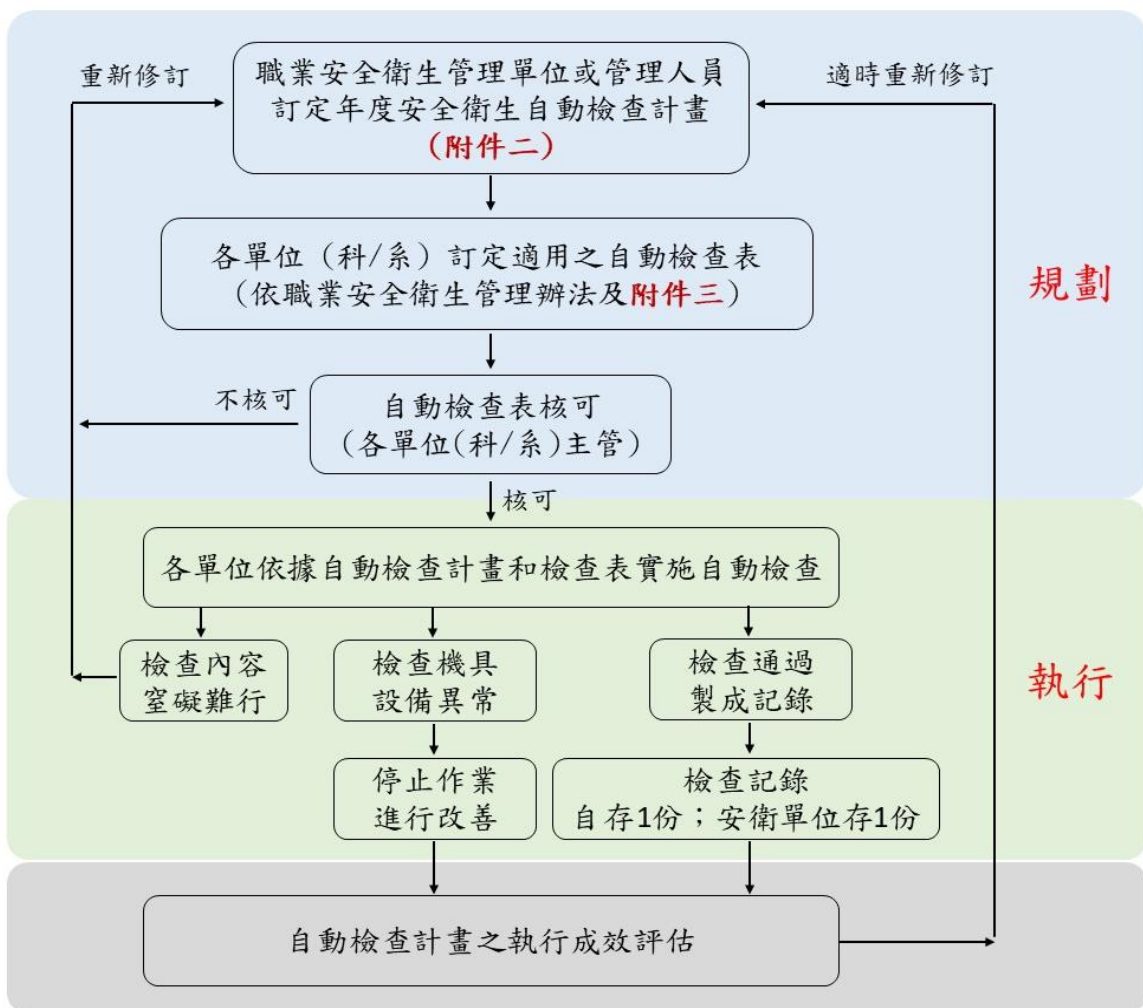 重新修訂
職業安全衛生管理單位或管理人員
訂定年度安全衛生自動檢查計畫
(附件二)
適時重新修訂
各單位（科/系）訂定適用之自動檢查表
（依職業安全衛生管理辦法及附件三）
規劃
不核可
自動檢查表核可
（各單位(科/系)主管）
核可
各單位依據自動檢查計畫和檢查表實施自動檢查
檢查內容
窒礙難行
檢查機具
設備異常
檢查通過
製成記錄
執行
停止作業
進行改善
檢查記錄
自存1份；安衛單位存1份
自動檢查計畫之執行成效評估